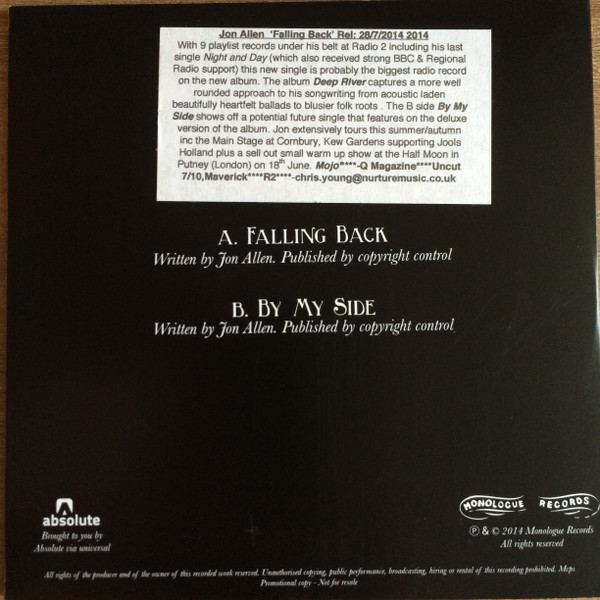 Jon Allen 'Falling Back' Rel: 28/7/2014 2014
With 9 playlist records under his belt at Radio 2 including his last
single Night and Day (which also received strong BBC & Regional
Radio support) this new single is probably the biggest radio record
on the new album. The album Deep River captures a more well
rounded approach to his songwriting from acoustic laden
beautifully heartfelt ballads to blusier folk roots . The B side By My
Side shows off a potential future single that features on the deluxe
version of the album. Jon extensively tours this summer/autumn
inc the Main Stage at Cornbury, Kew Gardens supporting Jools
Holland plus a sell out small warm up show at the Half Moon in
Putney (London) on 18th June. Mojo****-Q Magazine****Uncut
7/10,Maverick****R2****-chris.young@nurturemusic.co.uk
A. Falling Back
Written by Jon Allen. Published by copyright control
B. By My Side
Written by Jon Allen. Published by copyright control
absolute
Brought to you by
Absolute via universal
MONOLOGUE RECORDS
℗ & © 2014 Monologue Records
All rights reserved
All rights of the producer and of the owner of this recorded work reserved. Unauthorised copying, public performance, broadcasting, hiring or rental of this recording prohibited. Mcps
Promotional copy - Not for resale